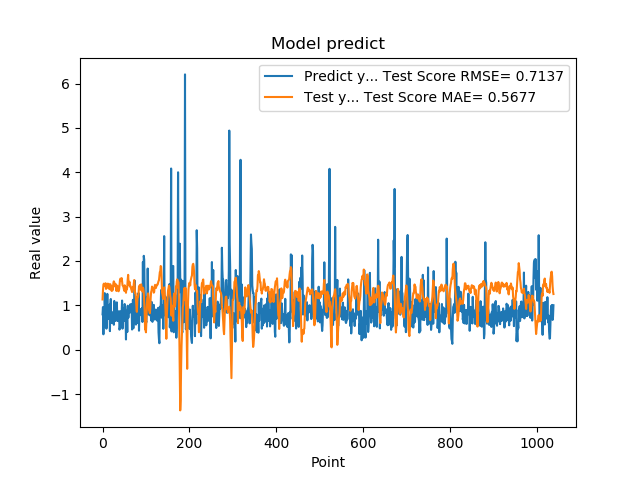 Model predict
Predict y... Test Score RMSE= 0.7137
Test y... Test Score MAE= 0.5677
6
5
4
3
2
1
0
−1
Real value
0 200 400 600 800 1000
Point